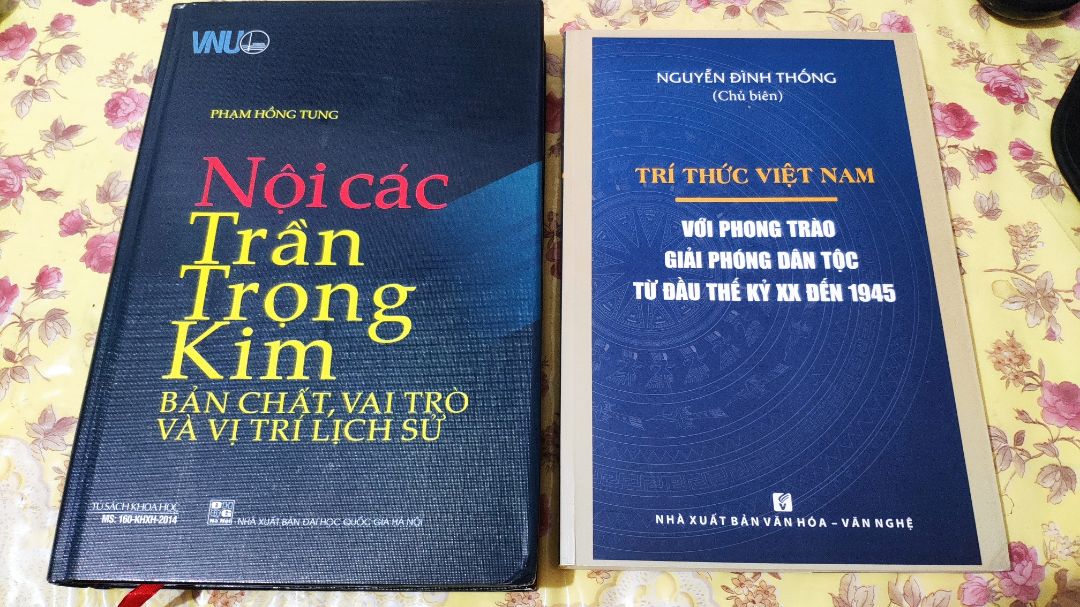 VNU
PHẠM HỒNG TUNG
Nội các
Trần
Trọng
Kim
BẢN CHẤT, VAI TRÒ
VÀ VỊ TRÍ LỊCH SỬ
TỦ SÁCH KHOA HỌC
MS: 160-KHXH-2014
NHÀ XUẤT BẢN ĐẠI HỌC QUỐC GIA HÀ NỘI
NGUYỄN ĐÌNH THỐNG
(Chủ biên)
TRÍ THỨC VIỆT NAM
VỚI PHONG TRÀO
GIẢI PHÓNG DÂN TỘC
TỪ ĐẦU THẾ KỶ XX ĐẾN 1945
NHÀ XUẤT BẢN VĂN HÓA – VĂN NGHỆ